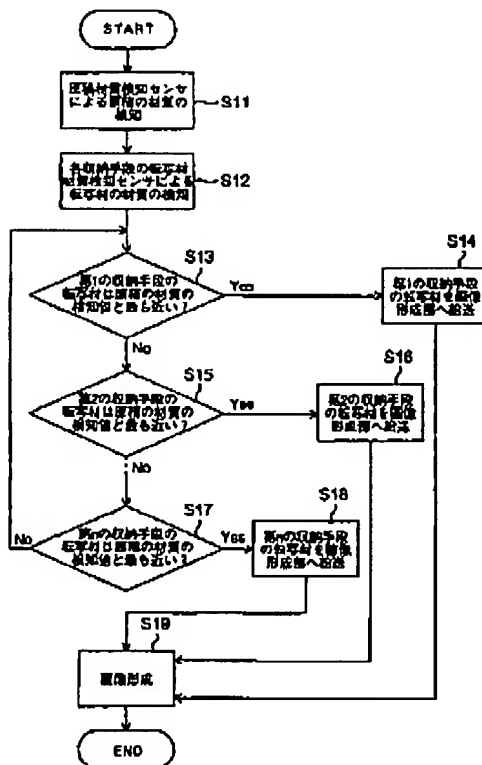 START
原稿材質検知センサ
による原稿の材質の
検知
S11
各収納手段の転写材
材質検知センサによる
転写材の材質の検知
S12
S13
第1の収納手段の
転写材は原稿の材質の
検知値と最も近い?
Yes
No
S14
第1の収納手段
の転写材を画像
形成部へ給送
S15
第2の収納手段の
転写材は原稿の材質の
検知値と最も近い?
Yes
No
S16
第2の収納手段
の転写材を画像
形成部へ給送
S17
第nの収納手段の
転写材は原稿の材質の
検知値と最も近い?
No
Yes
S18
第nの収納手段
の転写材を画像
形成部へ給送
S19
画像形成
END